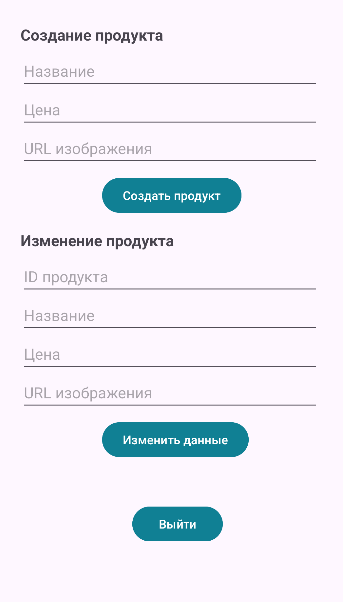 Создание продукта
Название
Цена
URL изображения
Создать продукт
Изменение продукта
ID продукта
Название
Цена
URL изображения
Изменить данные
Выйти